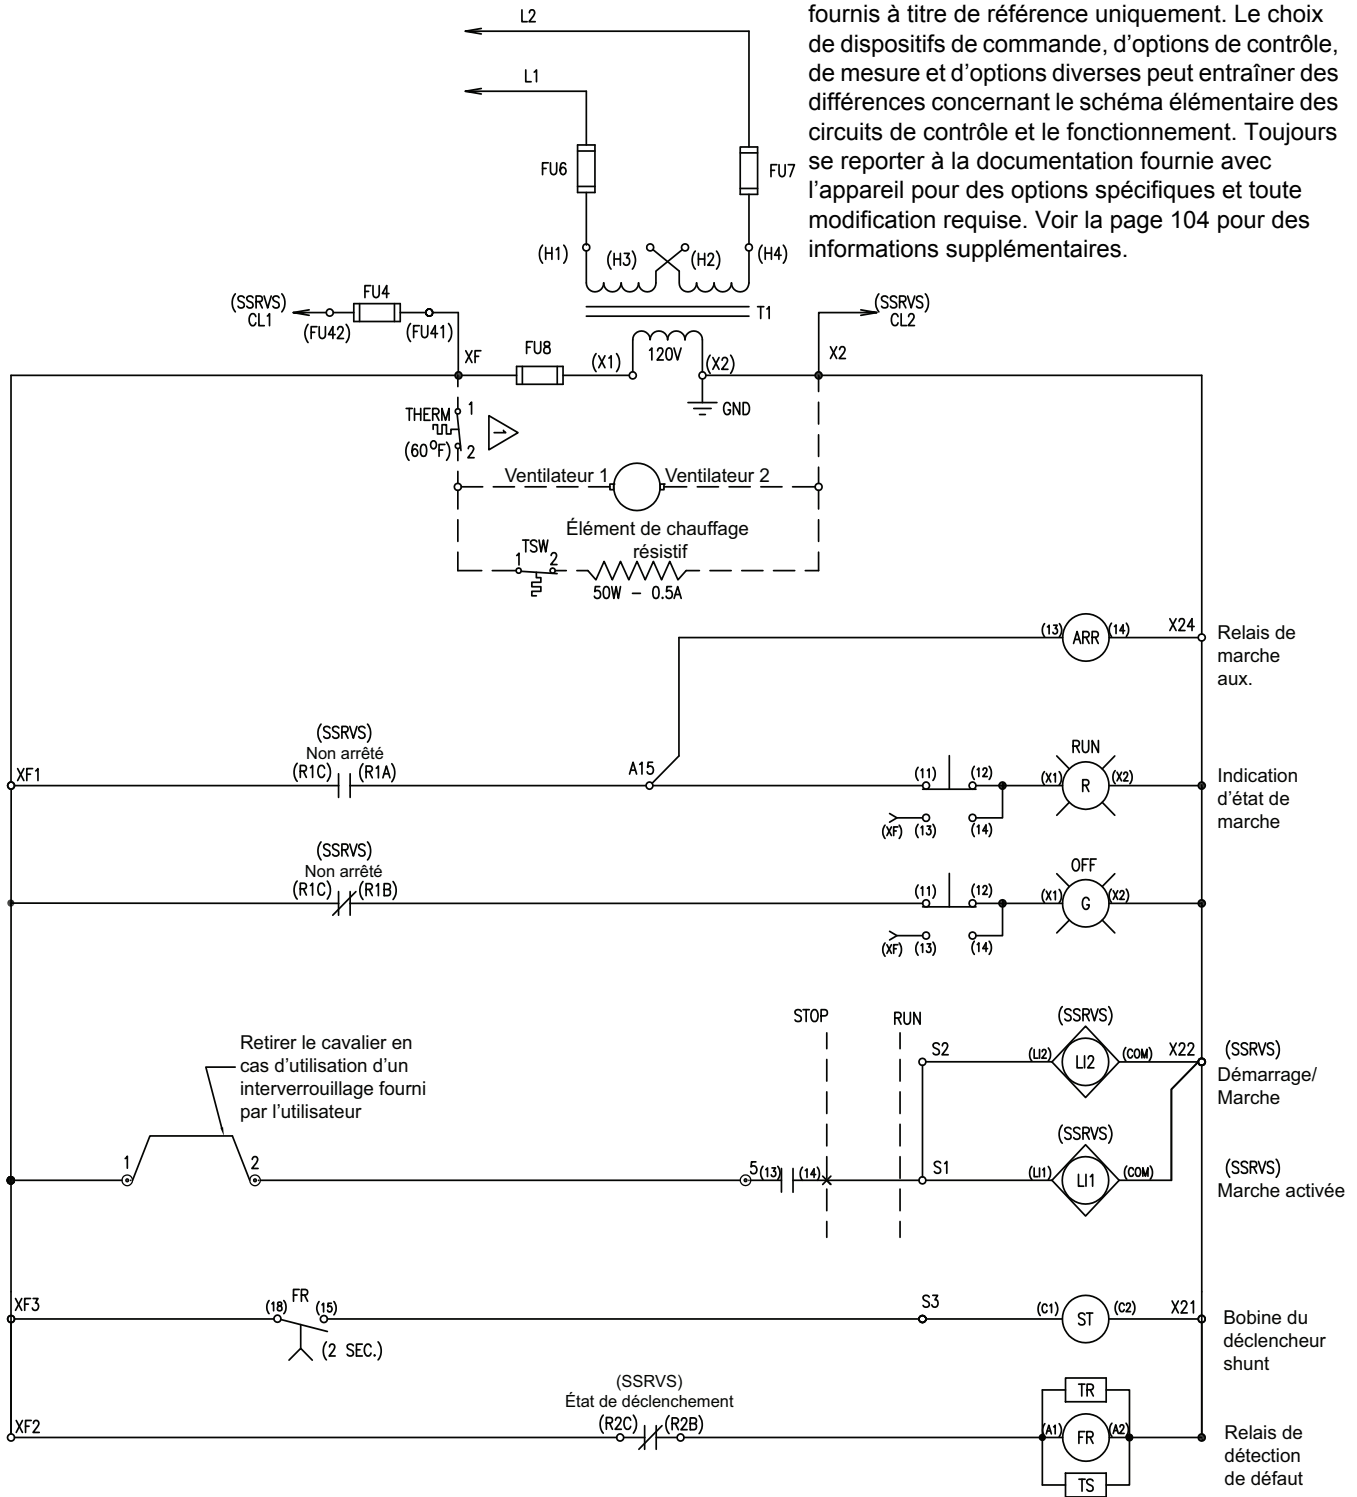 fournis à titre de référence uniquement. Le choix
de dispositifs de commande, d'options de contrôle,
de mesure et d'options diverses peut entraîner des
différences concernant le schéma élémentaire des
circuits de contrôle et le fonctionnement. Toujours
se reporter à la documentation fournie avec
l'appareil pour des options spécifiques et toute
modification requise. Voir la page 104 pour des
informations supplémentaires.
L2
L1
FU6
FU7
(H1) (H3) (H2) (H4)
T1
(SSRVS)
CL1
FU4
(FU42) (FU41)
(SSRVS)
CL2
XF
FU8
(X1)
120V
(X2)
X2
GND
THERM
(60°F)
1
2
1
Ventilateur 1
Ventilateur 2
Élément de chauffage
résistif
TSW
1 2
50W – 0.5A
(13) ARR (14) X24
Relais de
marche
aux.
XF1
(SSRVS)
Non arrêté
(R1C) (R1A)
A15
(11) (12)
(XF) (13) (14)
RUN
(X1) R (X2)
Indication
d'état de
marche
(SSRVS)
Non arrêté
(R1C) (R1B)
(11) (12)
(XF) (13) (14)
OFF
(X1) G (X2)
Retirer le cavalier en
cas d'utilisation d'un
interverrouillage fourni
par l'utilisateur
STOP
RUN
S2
(SSRVS)
(LI2) LI2 (COM) X22
(SSRVS)
Démarrage/
Marche
1 2
5 (13) (14)
S1
(SSRVS)
(LI1) LI1 (COM)
(SSRVS)
Marche activée
XF3
FR
(18) (15)
(2 SEC.)
S3
(C1) ST (C2) X21
Bobine du
déclencheur
shunt
XF2
(SSRVS)
État de déclenchement
(R2C) (R2B)
TR
(A1) FR (A2)
TS
Relais de
détection
de défaut